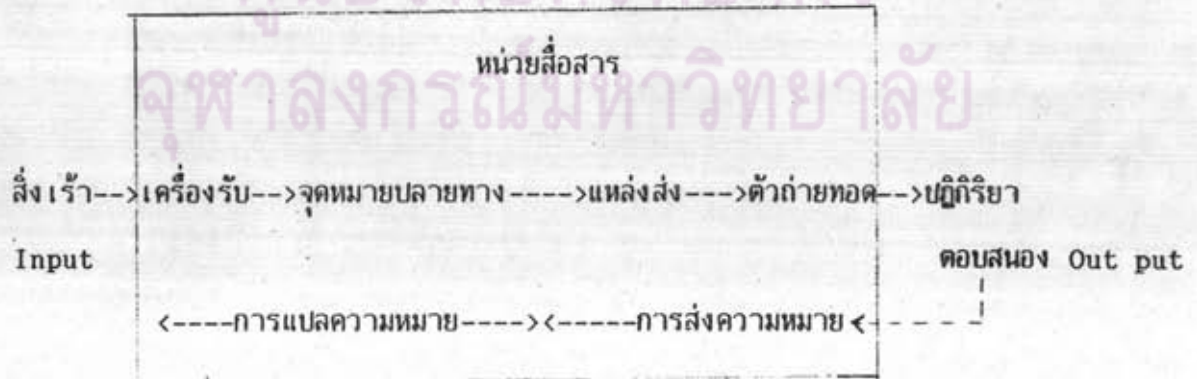 หน่วยสื่อสาร
จุฬาลงกรณ์มหาวิทยาลัย
สิ่งเร้า-->เครื่องรับ-->จุดหมายปลายทาง----->แหล่งส่ง---->ตัวถ่ายทอด-->ปฏิกิริยา
Input ตอบสนอง Out put
<----การแปลความหมาย----><-----การส่งความหมาย<- - - - -